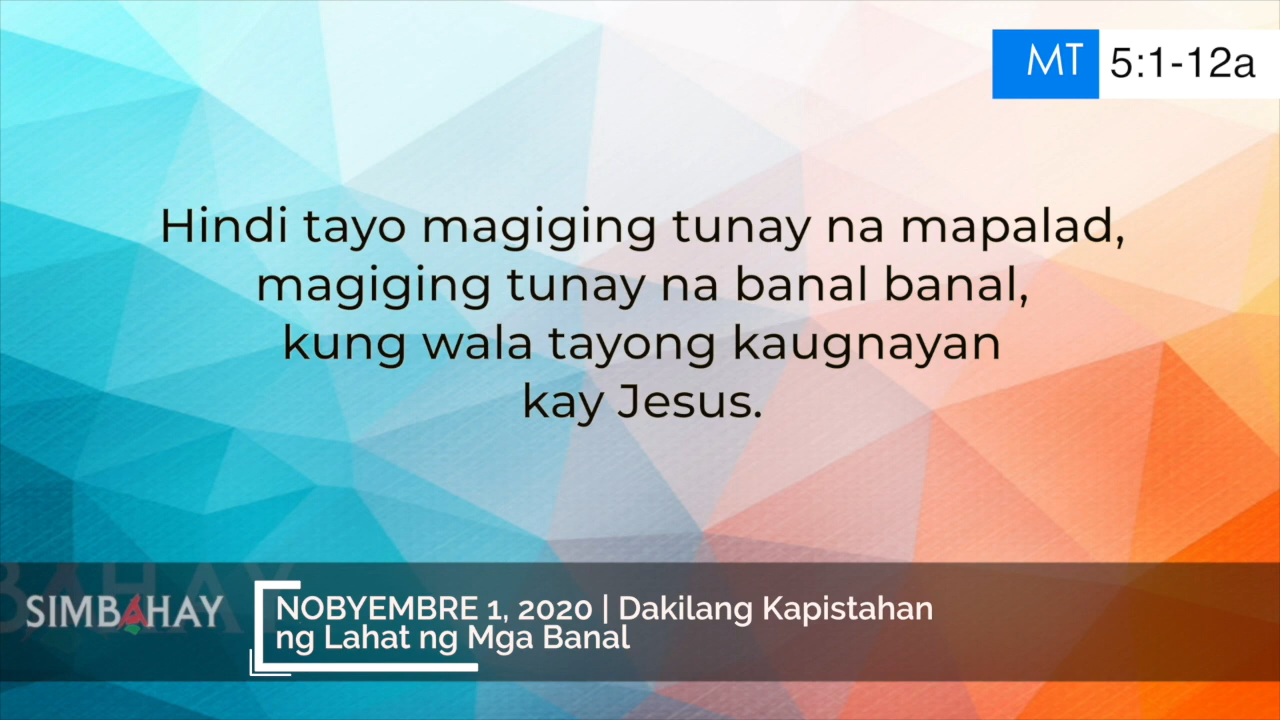 MT 5:1-12a
Hindi tayo magiging tunay na mapalad,
magiging tunay na banal banal,
kung wala tayong kaugnayan
kay Jesus.
BAHAY
SIMBAHAY
NOBYEMBRE 1, 2020 | Dakilang Kapistahan
ng Lahat ng Mga Banal